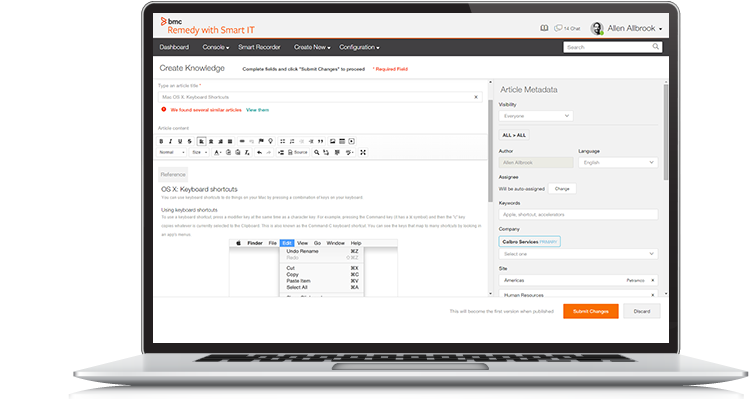 bmc
Remedy with Smart IT
14 Chat
Allen Allbrook
Dashboard Console Smart Recorder Create New Configuration
Search
Create Knowledge
Complete fields and click "Submit Changes" to proceed * Required Field
Type an article title *
Mac OS X: Keyboard Shortcuts x
We found several similar articles View them
Article content
B I U S
Normal Size A Source
Reference
OS X: Keyboard shortcuts
You can use keyboard shortcuts to do things on your Mac by pressing a combination of keys on your keyboard
Using keyboard shortcuts
To use a keyboard shortcut, press a modifier key at the same time as a character key. For example, pressing the Command key (it has a ⌘ symbol) and then the "c" key
copies whatever is currently selected to the Clipboard. This is also known as the Command-C keyboard shortcut. You can see the keys that map to many shortcuts by looking in
an app's menus.
Finder File Edit View Go Window Help
Undo Rename ⌘Z
Redo ⇧⌘Z
Cut ⌘X
Copy ⌘C
Paste Item ⌘V
Select All ⌘A
Article Metadata
Visibility
Everyone
ALL > ALL
Author Language
Allen Allbrook English
Assignee
Will be auto-assigned. Change
Keywords
Apple, shortcut, accelerators
Company
Calbro Services PRIMARY
Select one
Site
Americas x
Human Resources x
This will become the first version when published
Submit Changes Discard